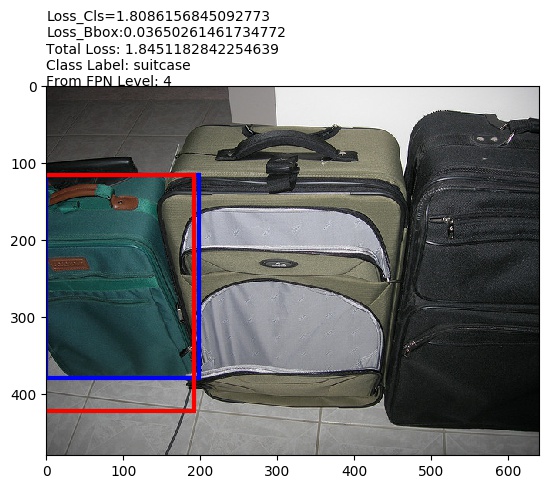 Loss_Cls=1.8086156845092773
Loss_Bbox:0.03650261461734772
Total Loss: 1.8451182842254639
Class Label: suitcase
From FPN Level: 4
0
100
200
300
400
0 100 200 300 400 500 600